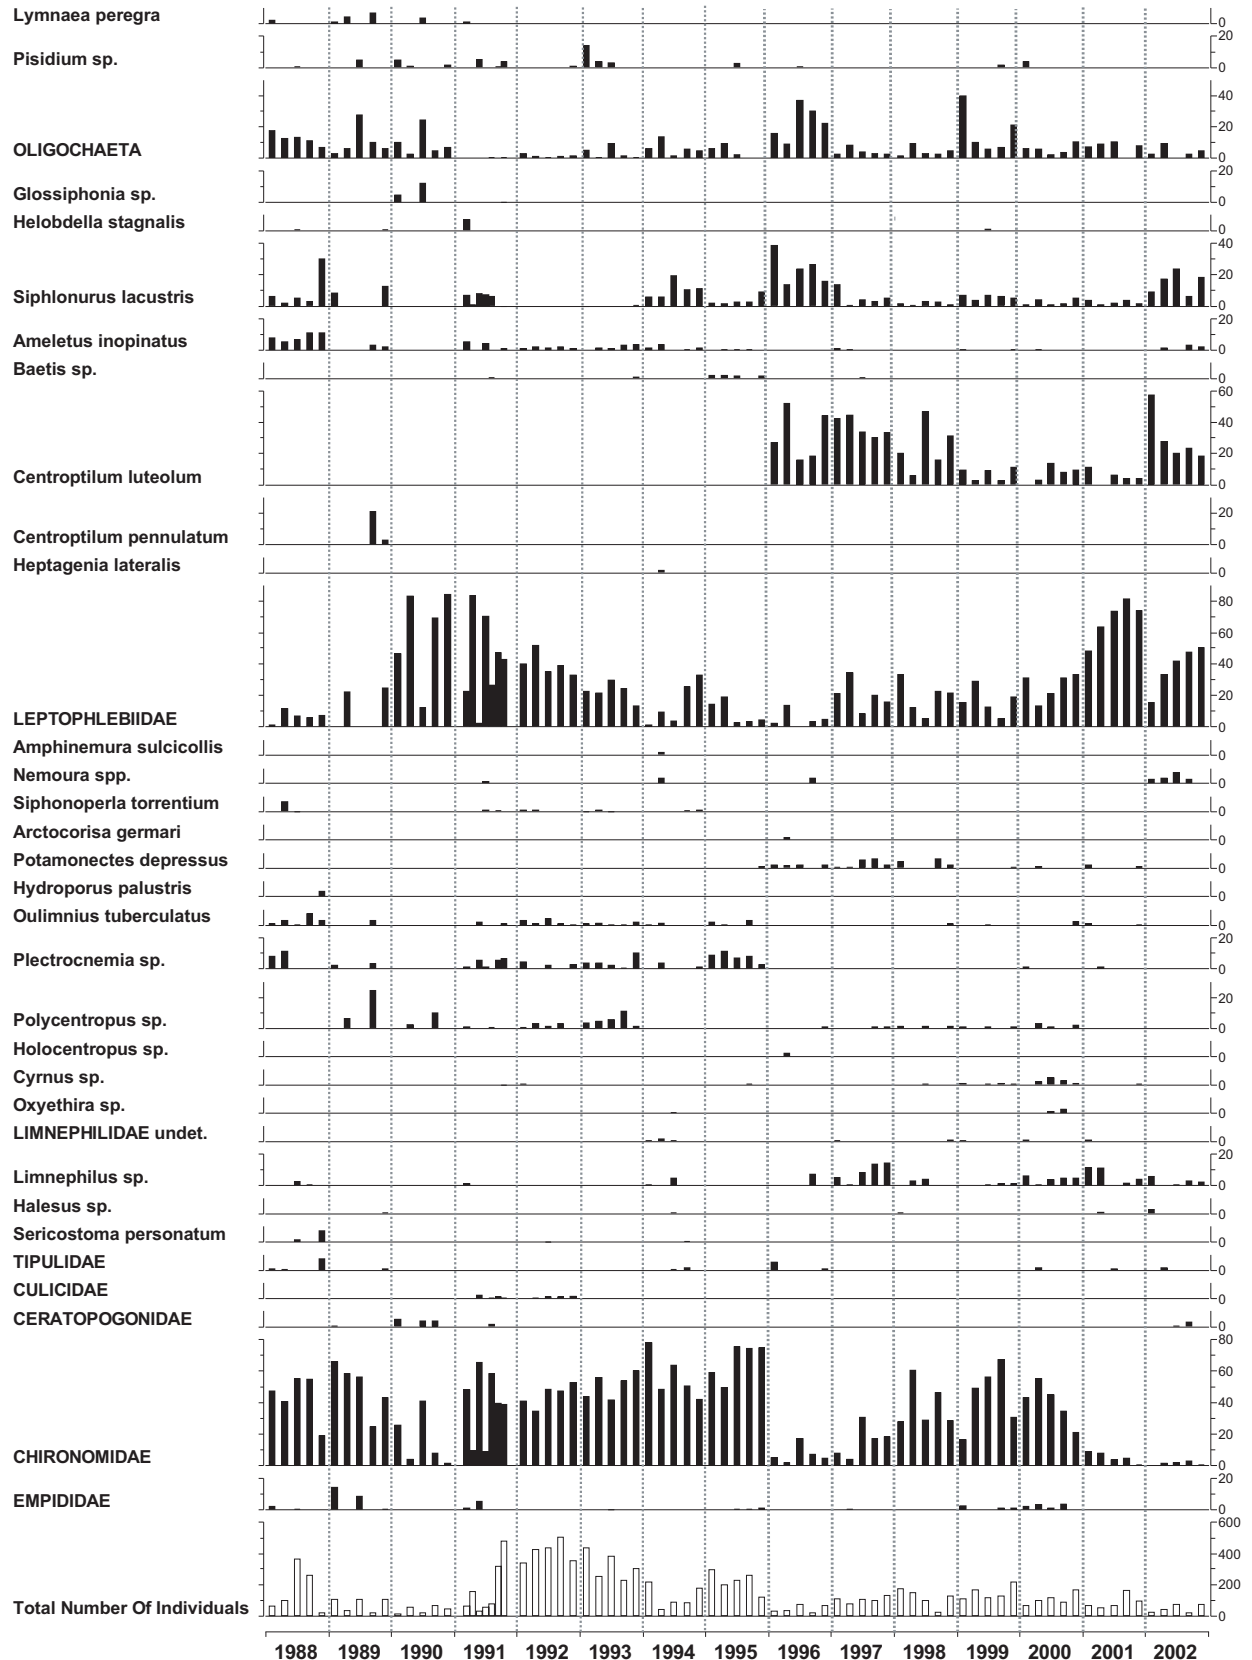 Lymnaea peregra 0
20
Pisidium sp. 0
40
20
OLIGOCHAETA 0
20
Glossiphonia sp. 0
Helobdella stagnalis 0
40
20
Siphlonurus lacustris 0
20
Ameletus inopinatus 0
Baetis sp. 0
60
40
20
Centroptilum luteolum 0
20
Centroptilum pennulatum 0
Heptagenia lateralis 0
80
60
40
20
LEPTOPHLEBIIDAE 0
Amphinemura sulcicollis 0
Nemoura spp. 0
Siphonoperla torrentium 0
Arctocorisa germari 0
Potamonectes depressus 0
Hydroporus palustris 0
Oulimnius tuberculatus 0
20
Plectrocnemia sp. 0
20
Polycentropus sp. 0
Holocentropus sp. 0
Cyrnus sp. 0
Oxyethira sp. 0
LIMNEPHILIDAE undet. 0
20
Limnephilus sp. 0
Halesus sp. 0
Sericostoma personatum 0
TIPULIDAE 0
CULICIDAE 0
CERATOPOGONIDAE 0
80
60
40
20
CHIRONOMIDAE 0
20
EMPIDIDAE 0
600
400
200
Total Number Of Individuals 0
1988 1989 1990 1991 1992 1993 1994 1995 1996 1997 1998 1999 2000 2001 2002